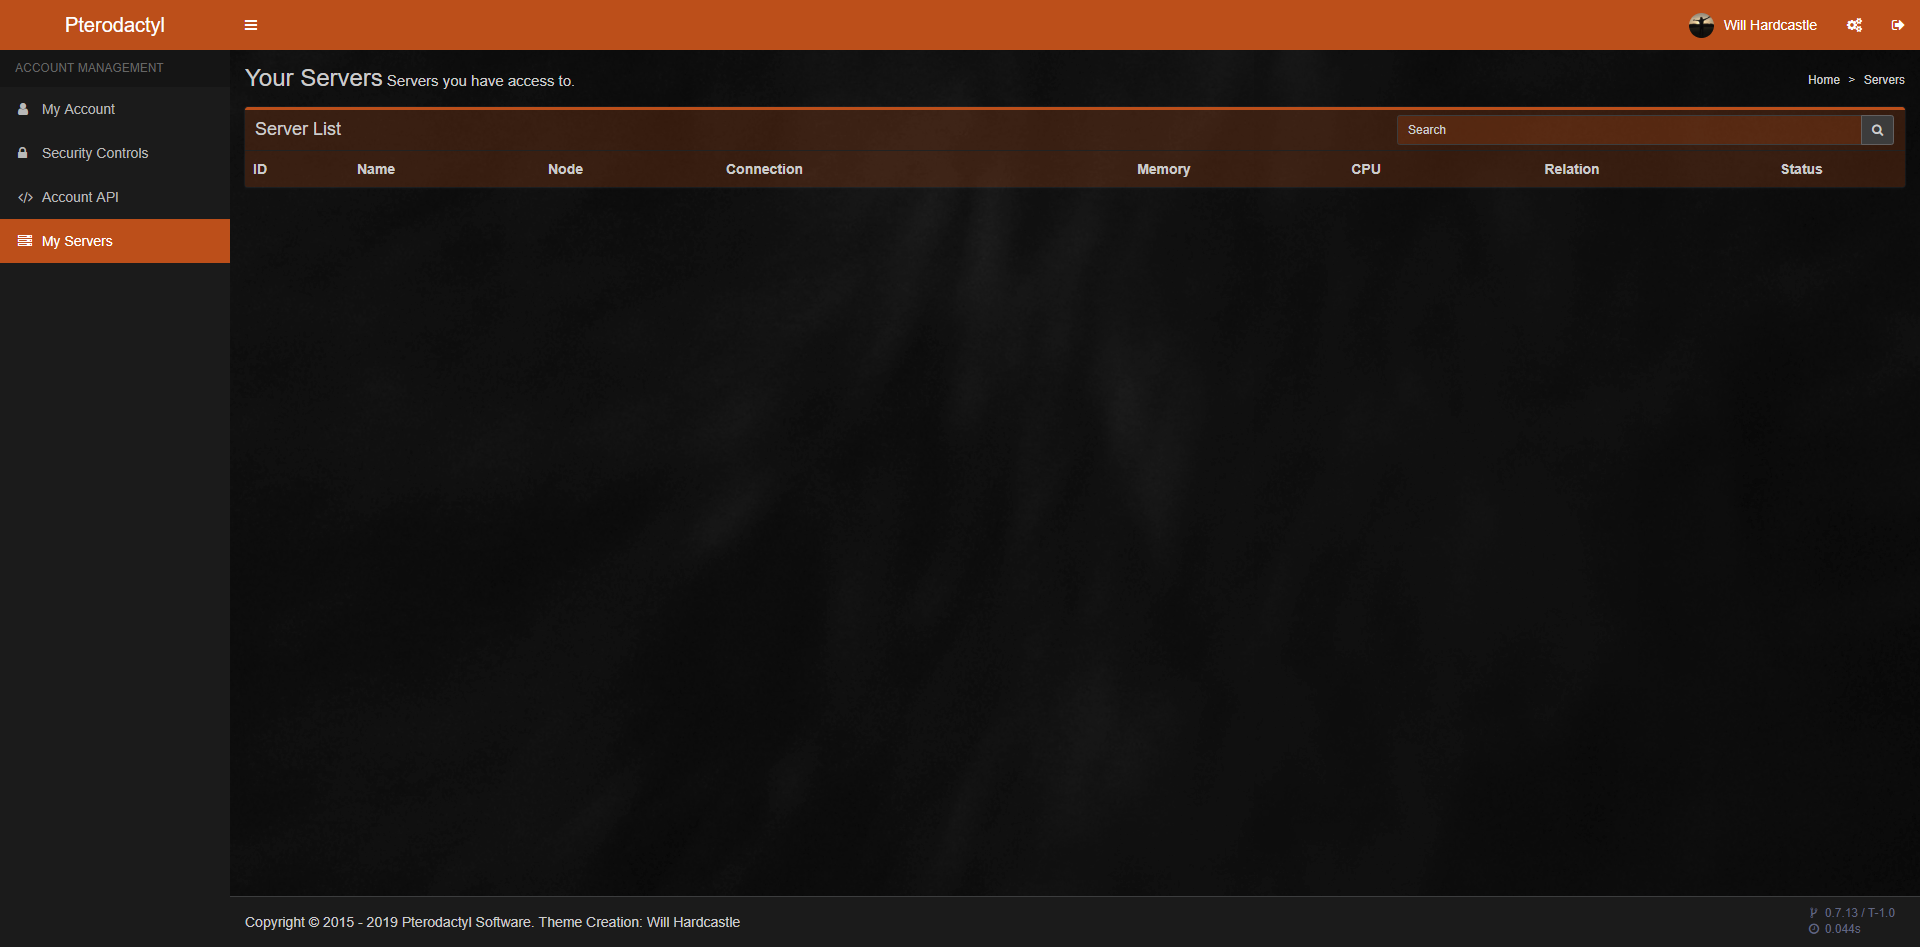 Pterodactyl
Will Hardcastle
ACCOUNT MANAGEMENT
My Account
Security Controls
Account API
My Servers
Your Servers Servers you have access to.
Home > Servers
Server List
Search
ID Name Node Connection Memory CPU Relation Status
Copyright © 2015 - 2019 Pterodactyl Software. Theme Creation: Will Hardcastle
0.7.13 / T-1.0
0.044s